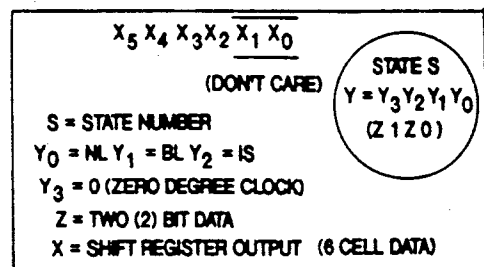 X5 X4 X3 X2 X1 X0
(DON'T CARE)
STATE S
Y = Y3 Y2 Y1 Y0
(Z 1 Z 0)
S = STATE NUMBER
Y0 = NL Y1 = BL Y2 = IS
Y3 = 0 (ZERO DEGREE CLOCK)
Z = TWO (2) BIT DATA
X = SHIFT REGISTER OUTPUT (6 CELL DATA)